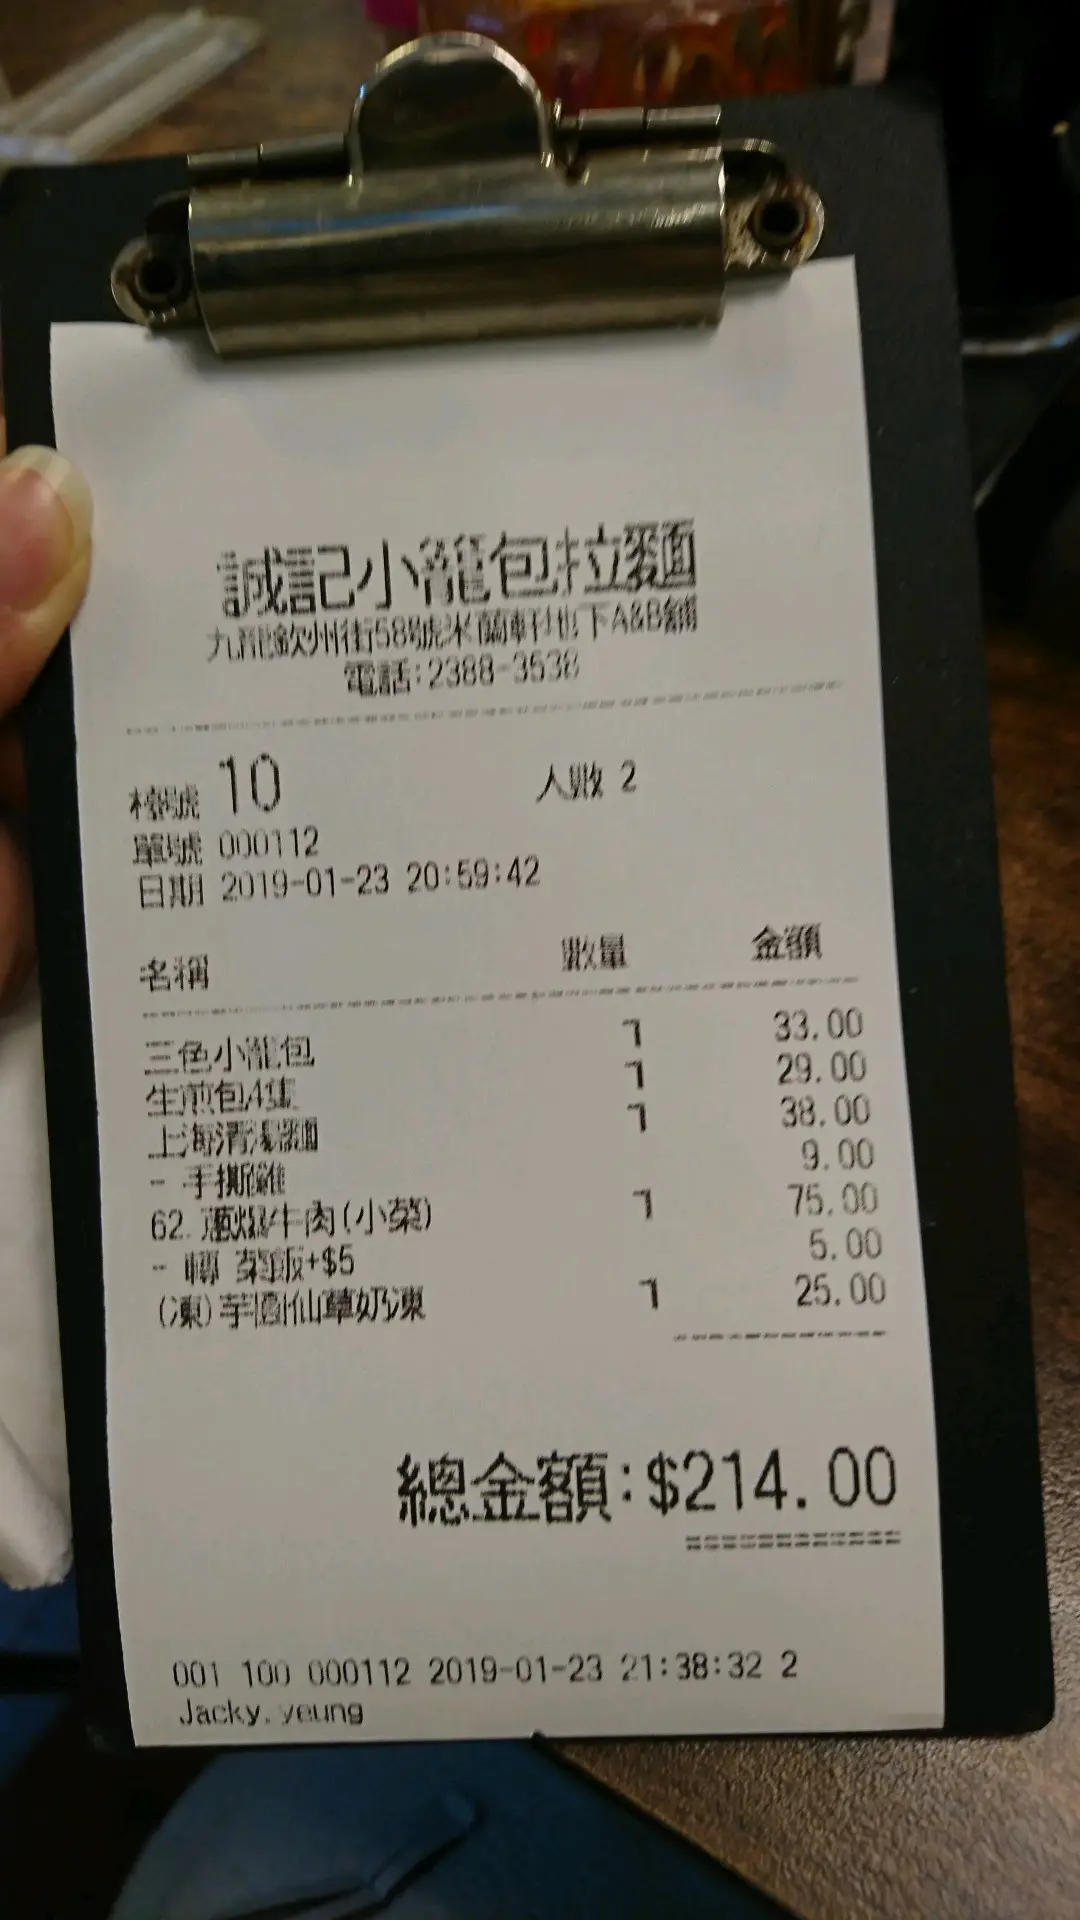 誠記小籠包拉麵
九龍欽州街58號米蘭軒地下A&B舖
電話:2388-3538
檯號 10 人數 2
單號 000112
日期 2019-01-23 20:59:42
名稱 數量 金額
三色小籠包 1 33.00
生煎包4隻 1 29.00
上海清湯麵 1 38.00
- 手撕雞 9.00
62.蔥爆牛肉(小菜) 1 75.00
- 轉 菜飯+$5 5.00
(凍)芋圓仙草奶凍 1 25.00
總金額:$214.00
001 100 000112 2019-01-23 21:38:32 2
Jacky.yeung